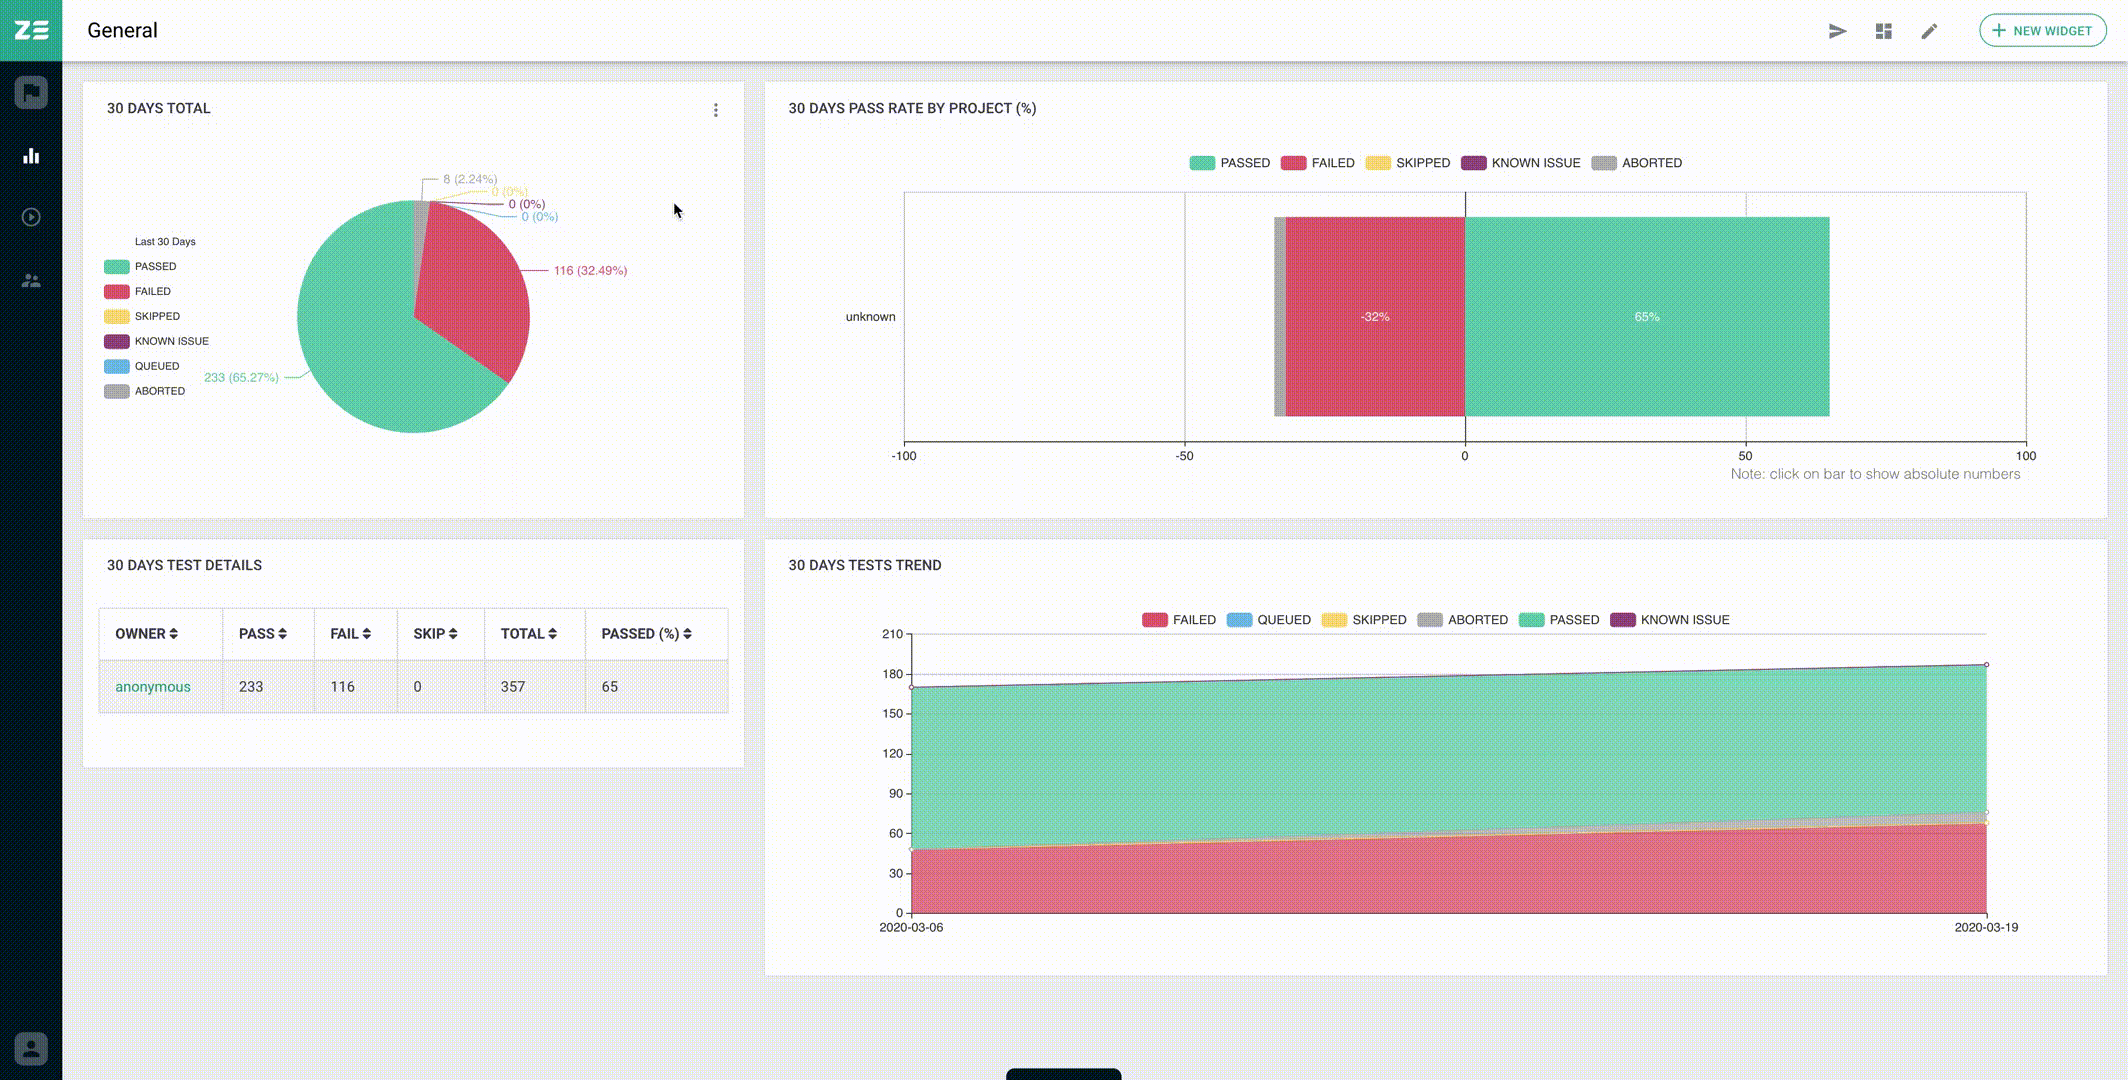 ZE
General
NEW WIDGET
30 DAYS TOTAL
8 (2.24%)
0 (0%)
0 (0%)
0 (0%)
116 (32.49%)
233 (65.27%)
Last 30 Days
PASSED
FAILED
SKIPPED
KNOWN ISSUE
QUEUED
ABORTED
30 DAYS PASS RATE BY PROJECT (%)
PASSED FAILED SKIPPED KNOWN ISSUE ABORTED
unknown
-32% 65%
-100 -50 0 50 100
Note: click on bar to show absolute numbers
30 DAYS TEST DETAILS
OWNER PASS FAIL SKIP TOTAL PASSED (%)
anonymous 233 116 0 357 65
30 DAYS TESTS TREND
FAILED QUEUED SKIPPED ABORTED PASSED KNOWN ISSUE
210
180
150
120
90
60
30
0
2020-03-06 2020-03-19